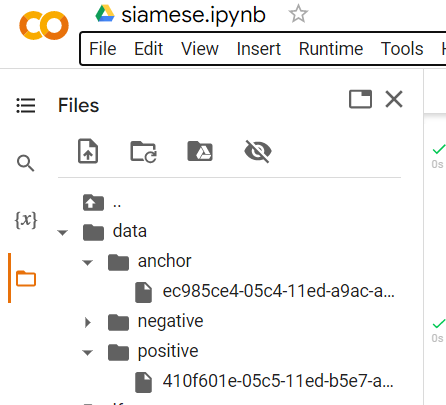 siamese.ipynb
File Edit View Insert Runtime Tools
Files
..
data
{x}
anchor
ec985ce4-05c4-11ed-a9ac-a...
negative
positive
410f601e-05c5-11ed-b5e7-a...
0s
0s